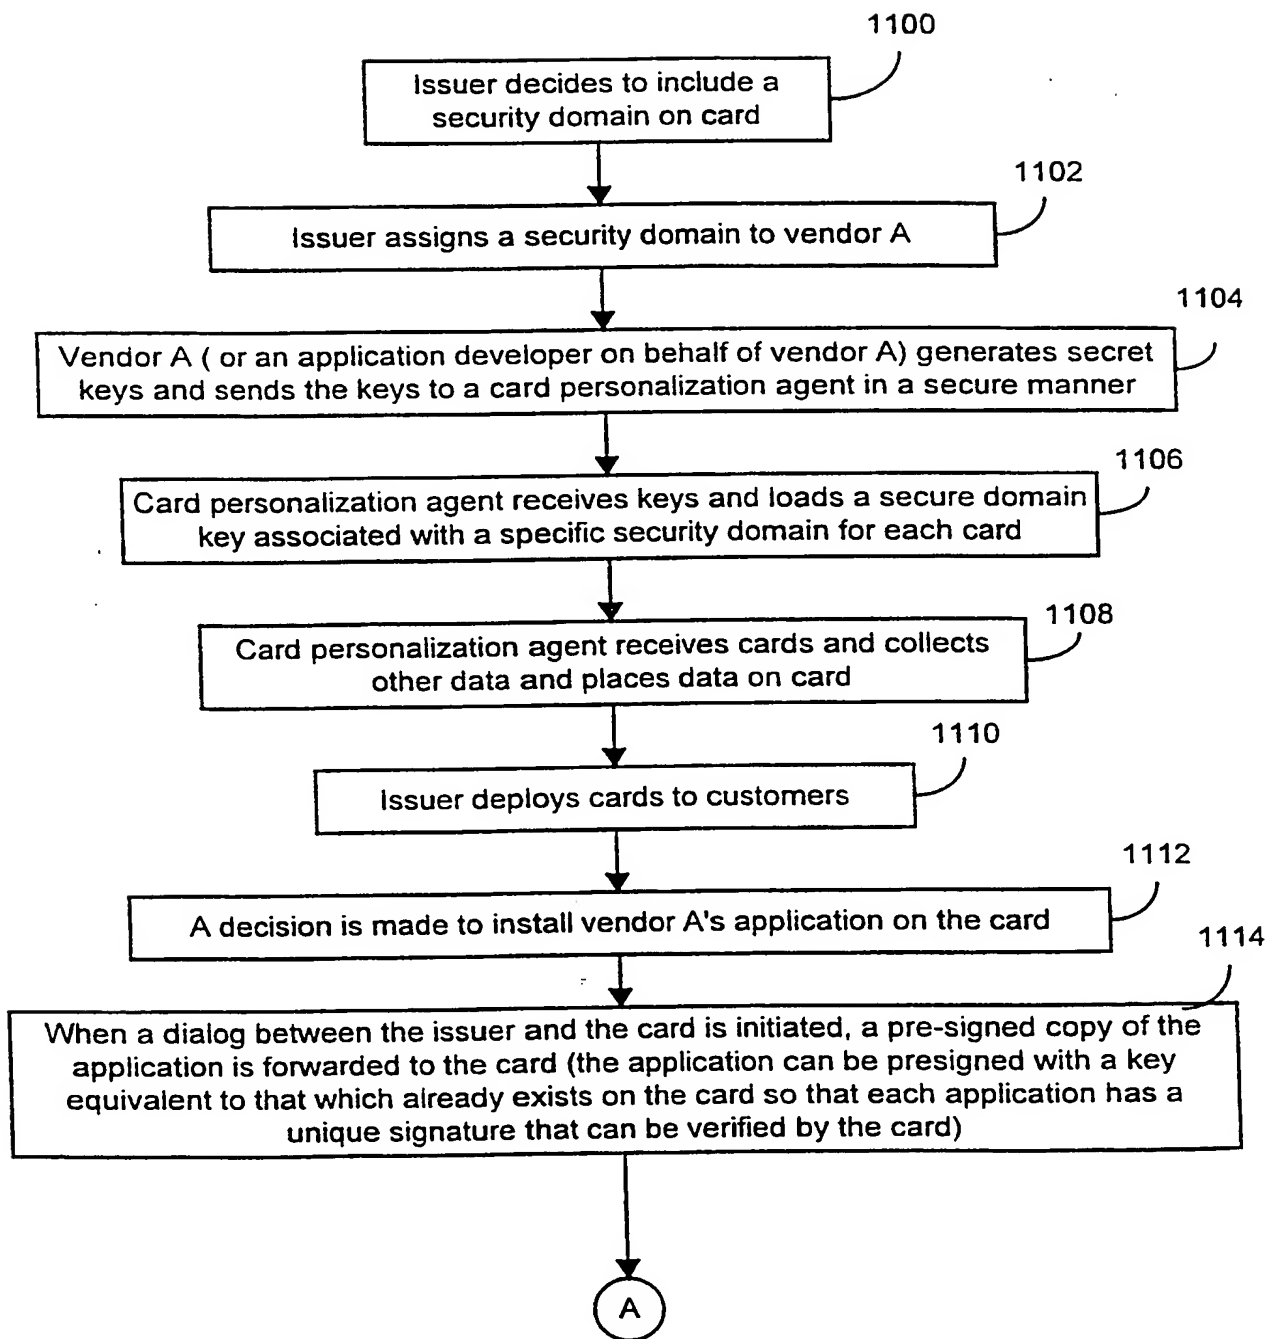 1100
Issuer decides to include a
security domain on card
1102
Issuer assigns a security domain to vendor A
1104
Vendor A ( or an application developer on behalf of vendor A) generates secret
keys and sends the keys to a card personalization agent in a secure manner
1106
Card personalization agent receives keys and loads a secure domain
key associated with a specific security domain for each card
1108
Card personalization agent receives cards and collects
other data and places data on card
1110
Issuer deploys cards to customers
1112
A decision is made to install vendor A's application on the card
1114
When a dialog between the issuer and the card is initiated, a pre-signed copy of the
application is forwarded to the card (the application can be presigned with a key
equivalent to that which already exists on the card so that each application has a
unique signature that can be verified by the card)
A